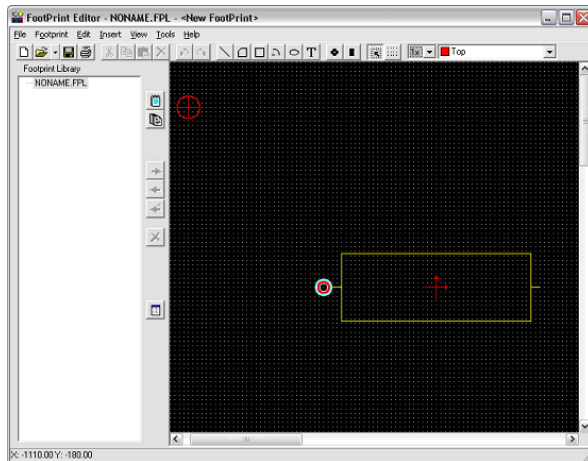 FootPrint Editor - NONAME.FPL - <New FootPrint>
File Footprint Edit Insert View Tools Help
T 1x Top
Footprint Library
NONAME.FPL
X: -1110.00 Y: -180.00